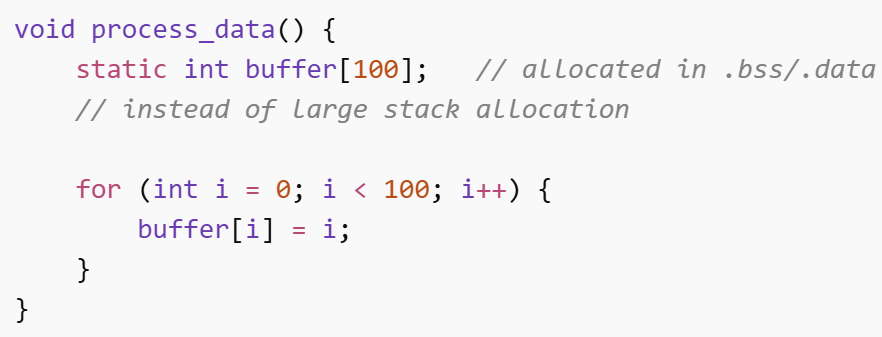 void process_data() {
    static int buffer[100];   // allocated in .bss/.data
    // instead of large stack allocation

    for (int i = 0; i < 100; i++) {
        buffer[i] = i;
    }
}